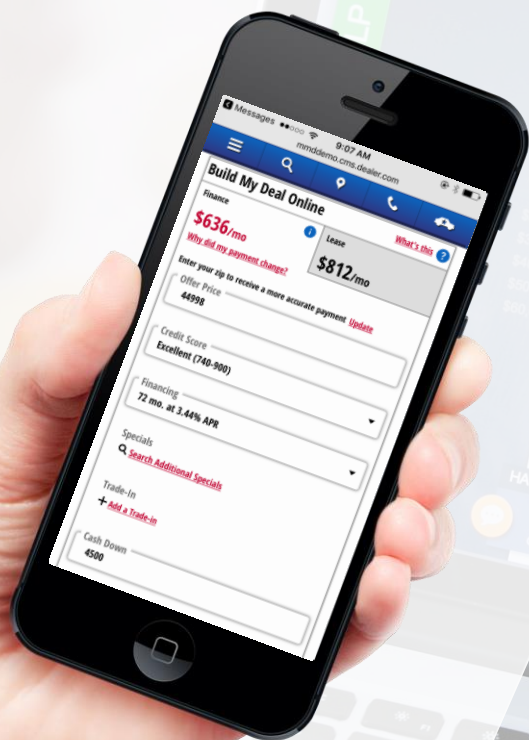 LP
Messages 9:07 AM
mmddemo.cms.dealer.com
Build My Deal Online
What's this ?
Finance
$636/mo
Why did my payment change?
Lease
$812/mo
Enter your zip to receive a more accurate payment Update
Offer Price
44998
Credit Score
Excellent (740-900)
Financing
72 mo. at 3.44% APR
Specials
Search Additional Specials
Trade-In
Add a Trade-in
Cash Down
4500
HA